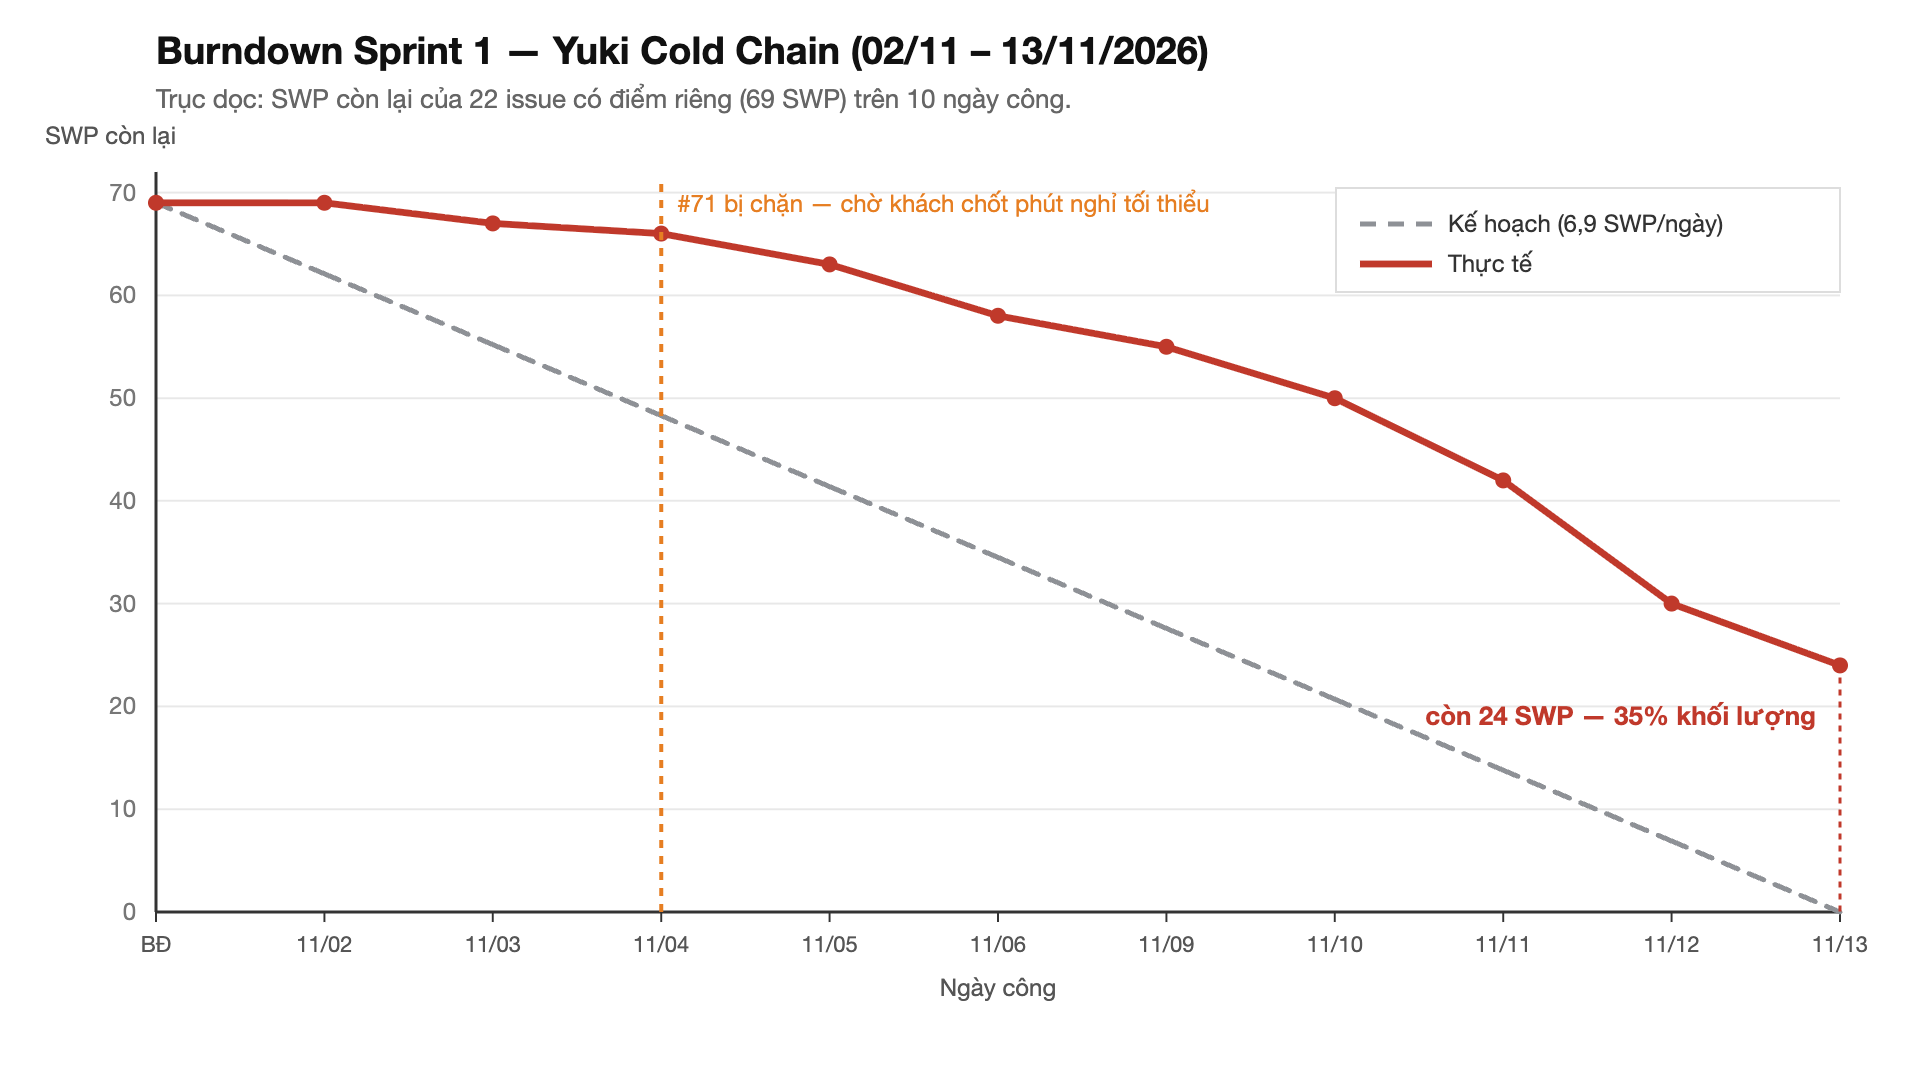 Burndown Sprint 1 — Yuki Cold Chain (02/11 – 13/11/2026)
Trục dọc: SWP còn lại của 22 issue có điểm riêng (69 SWP) trên 10 ngày công.
SWP còn lại
70
60
50
40
30
20
10
0
#71 bị chặn — chờ khách chốt phút nghỉ tối thiểu
Kế hoạch (6,9 SWP/ngày)
Thực tế
còn 24 SWP — 35% khối lượng
BĐ 11/02 11/03 11/04 11/05 11/06 11/09 11/10 11/11 11/12 11/13
Ngày công